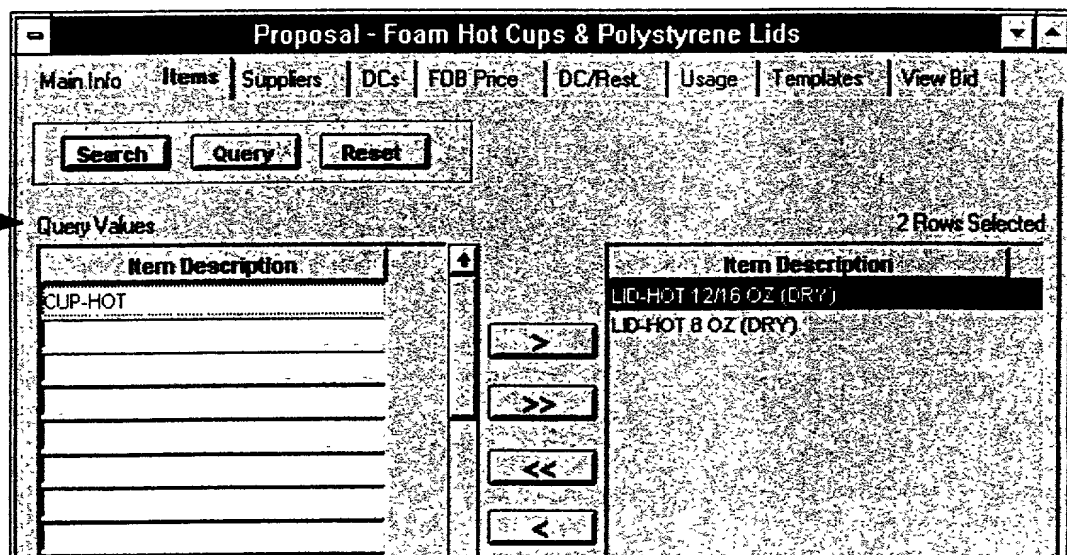 Proposal - Foam Hot Cups & Polystyrene Lids
Main Info Items Suppliers DCs FOB Price DC/Rest. Usage Templates View Bid
Search Query Reset
Query Values 2 Rows Selected
Item Description Item Description
CUP-HOT LID-HOT 12/16 OZ (DRY)
LID-HOT 8 OZ (DRY)
>
>>
<<
<